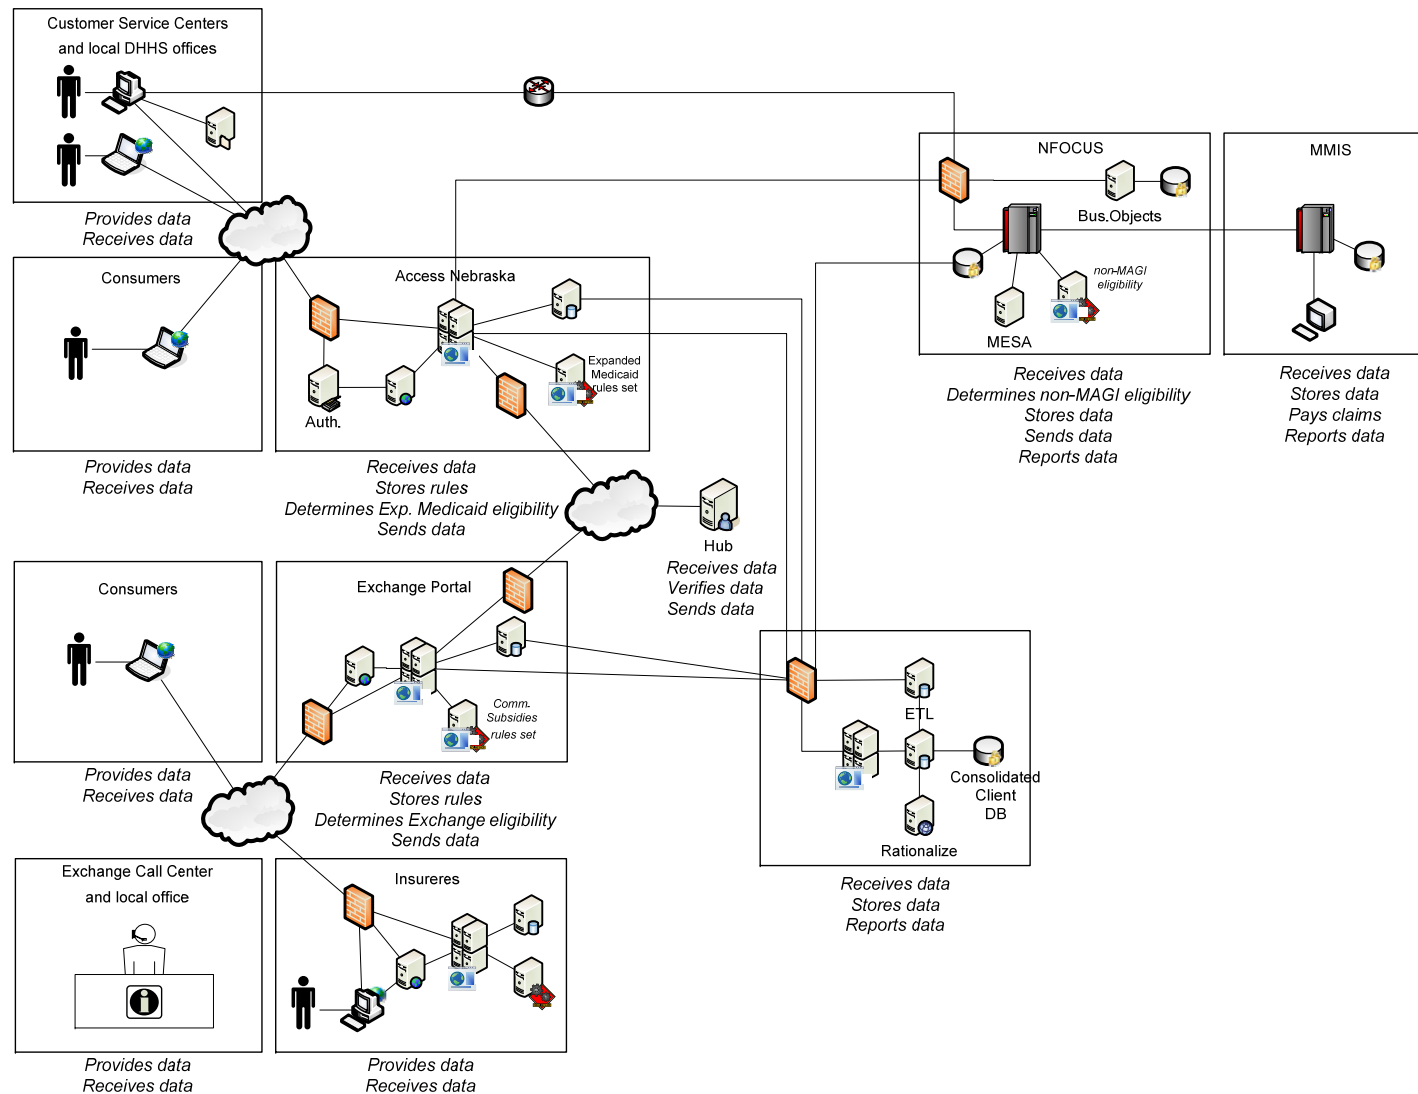 Customer Service Centers
and local DHHS offices
Provides data
Receives data
NFOCUS
Bus.Objects
non-MAGI
eligibility
MESA
Receives data
Determines non-MAGI eligibility
Stores data
Sends data
Reports data
MMIS
Receives data
Stores data
Pays claims
Reports data
Consumers
Provides data
Receives data
Access Nebraska
Expanded
Medicaid
rules set
Auth.
Receives data
Stores rules
Determines Exp. Medicaid eligibility
Sends data
Hub
Receives data
Verifies data
Sends data
Consumers
Provides data
Receives data
Exchange Portal
Comm.
Subsidies
rules set
Receives data
Stores rules
Determines Exchange eligibility
Sends data
ETL
Consolidated
Client
DB
Rationalize
Receives data
Stores data
Reports data
Exchange Call Center
and local office
Provides data
Receives data
Insureres
Provides data
Receives data